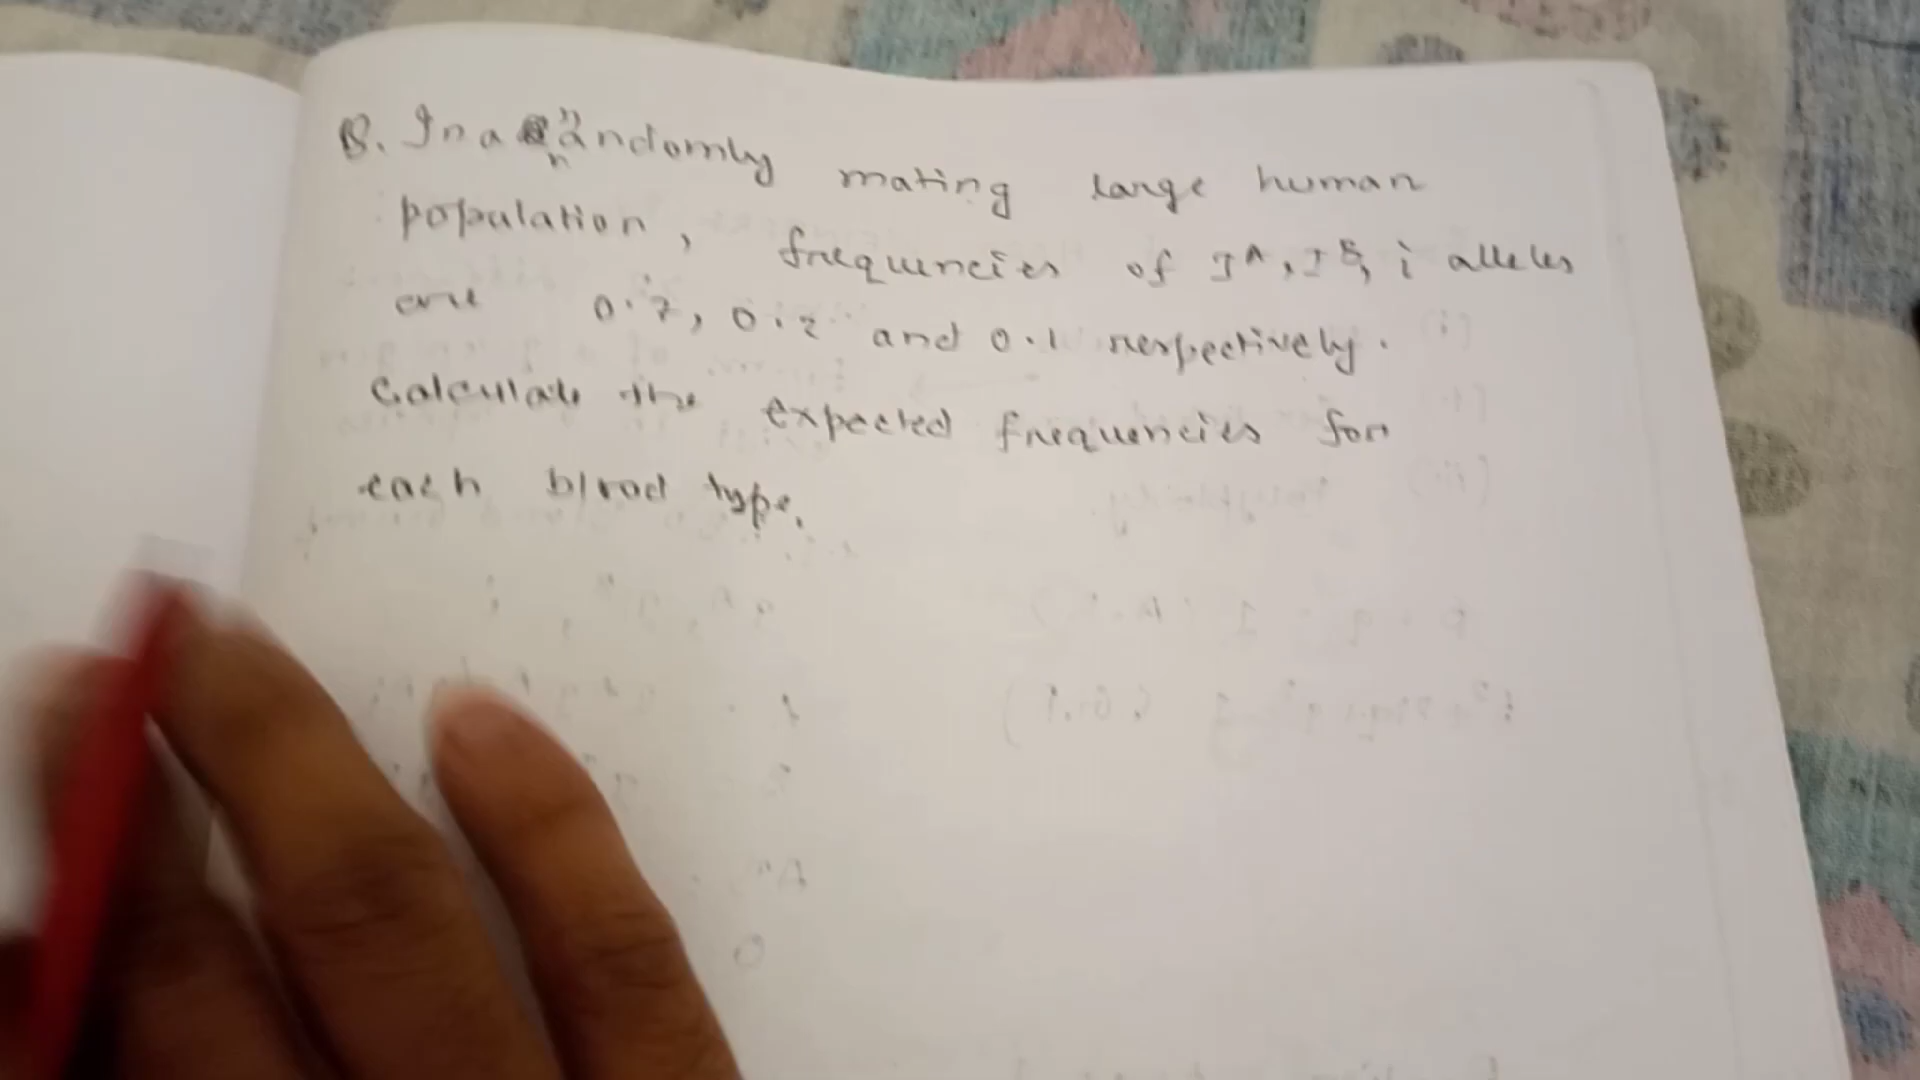 Q. In a randomly mating large human
population, frequencies of I^A, I^B, i alleles
are 0.7, 0.2 and 0.1 respectively.
Calculate the expected frequencies for
each blood type.